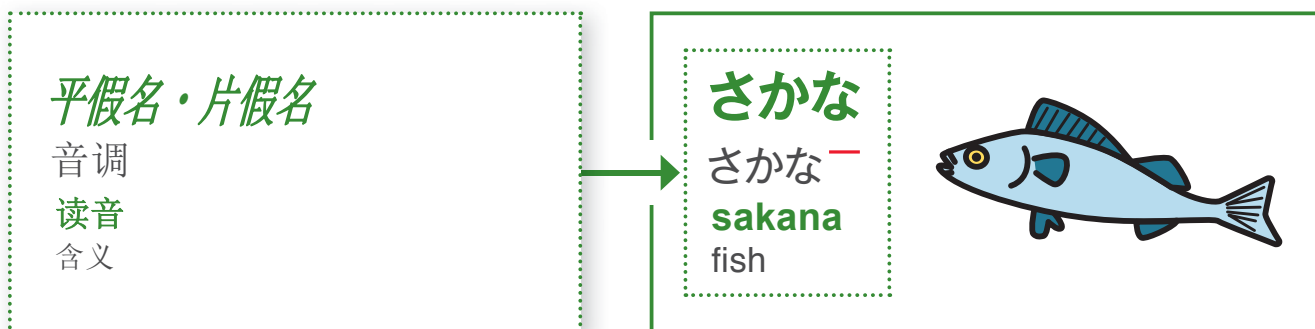 平假名・片假名
音调
读音
含义
さかな
さかな
sakana
fish